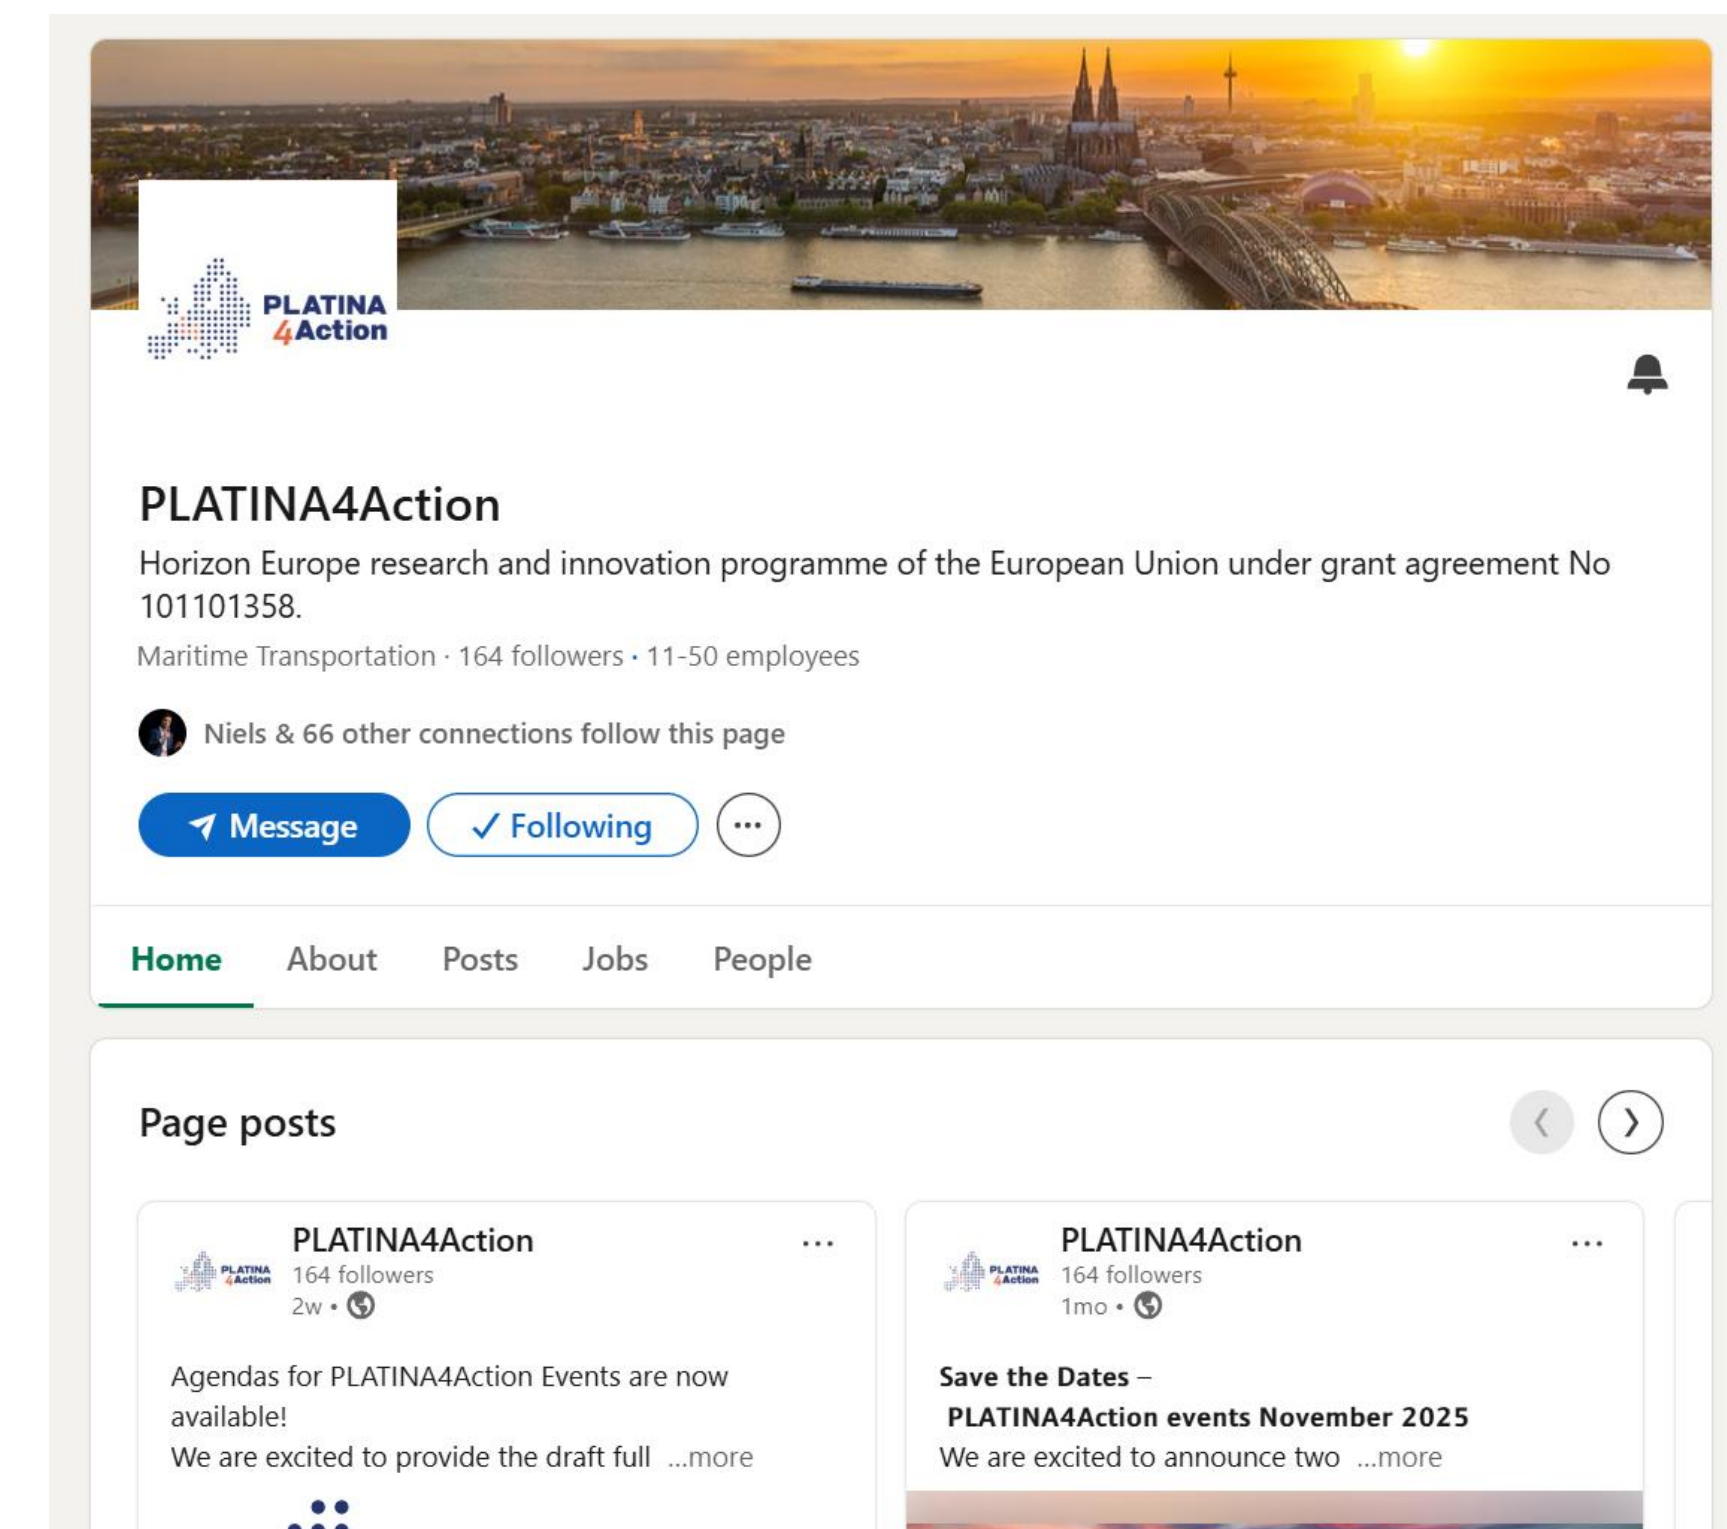 PLATINA
4Action
PLATINA4Action
Horizon Europe research and innovation programme of the European Union under grant agreement No
101101358.
Maritime Transportation · 164 followers · 11-50 employees
Niels & 66 other connections follow this page
Message
✓ Following
Home
About
Posts
Jobs
People
Page posts
PLATINA
4Action
PLATINA4Action
164 followers
2w •
Agendas for PLATINA4Action Events are now
available!
We are excited to provide the draft full ...more
PLATINA
4Action
PLATINA4Action
164 followers
1mo •
Save the Dates –
PLATINA4Action events November 2025
We are excited to announce two ...more